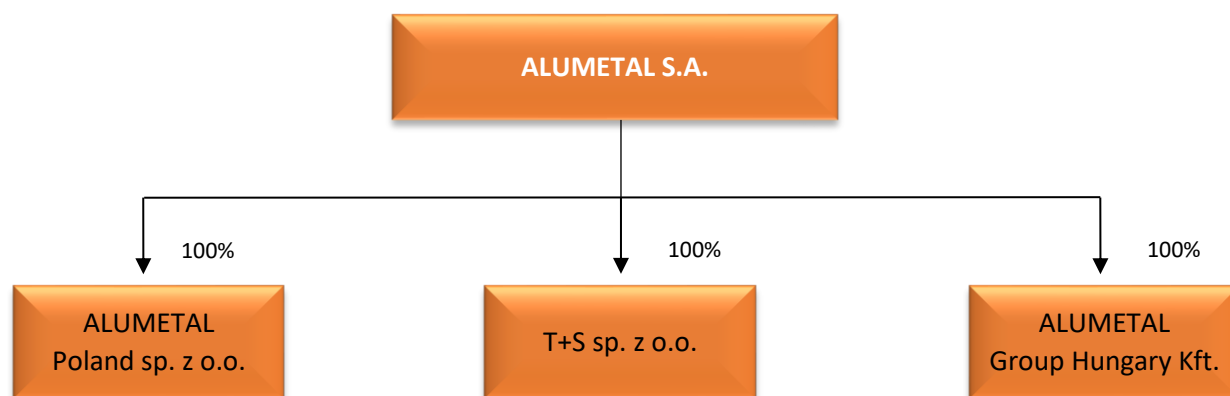 ALUMETAL S.A.
100%
100%
100%
ALUMETAL
Poland sp. z o.o.
T+S sp. z o.o.
ALUMETAL
Group Hungary Kft.